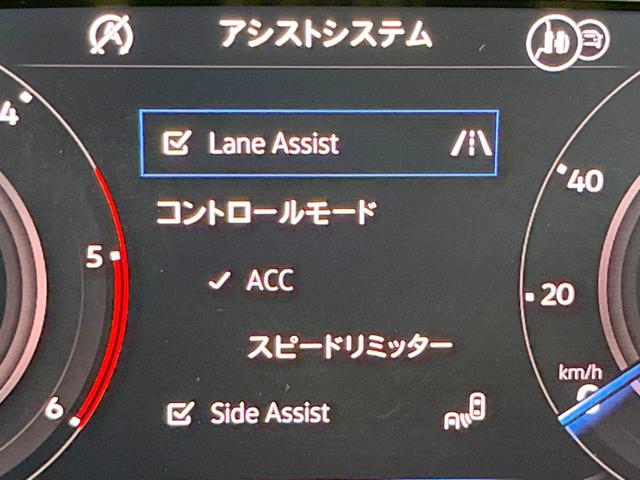 アシストシステム
Lane Assist
コントロールモード
✓ ACC
スピードリミッター
Side Assist
4
5
6
40
20
km/h
0